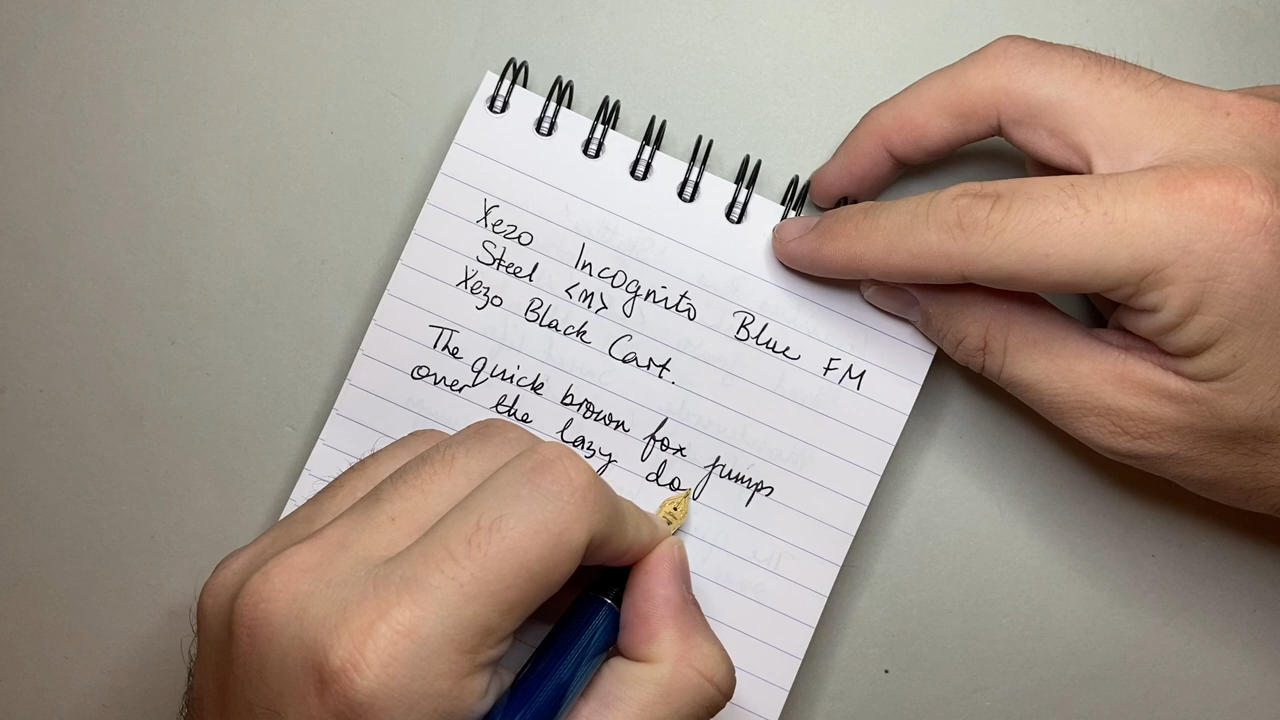 Xezo Incognito Blue FM
Steel <M>
Xezo Black Cart.
The quick brown fox jumps
over the lazy do